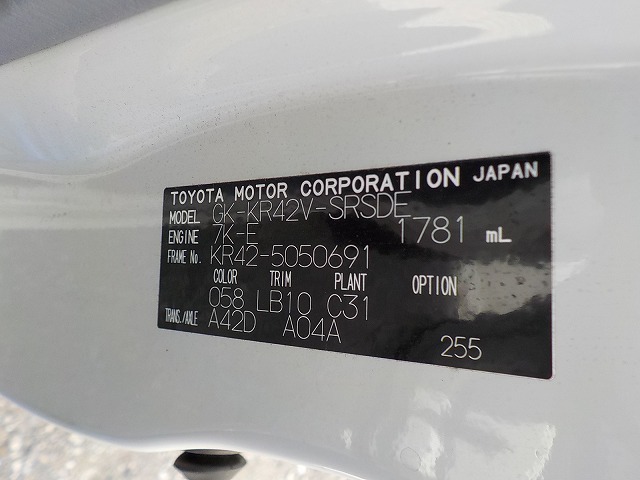 TOYOTA MOTOR CORPORATION JAPAN
MODEL GK-KR42V-SRSDE
ENGINE 7K-E 1781 mL
FRAME No. KR42-5050691
COLOR TRIM PLANT OPTION
058 LB10 C31
TRANS./AXLE A42D A04A
255